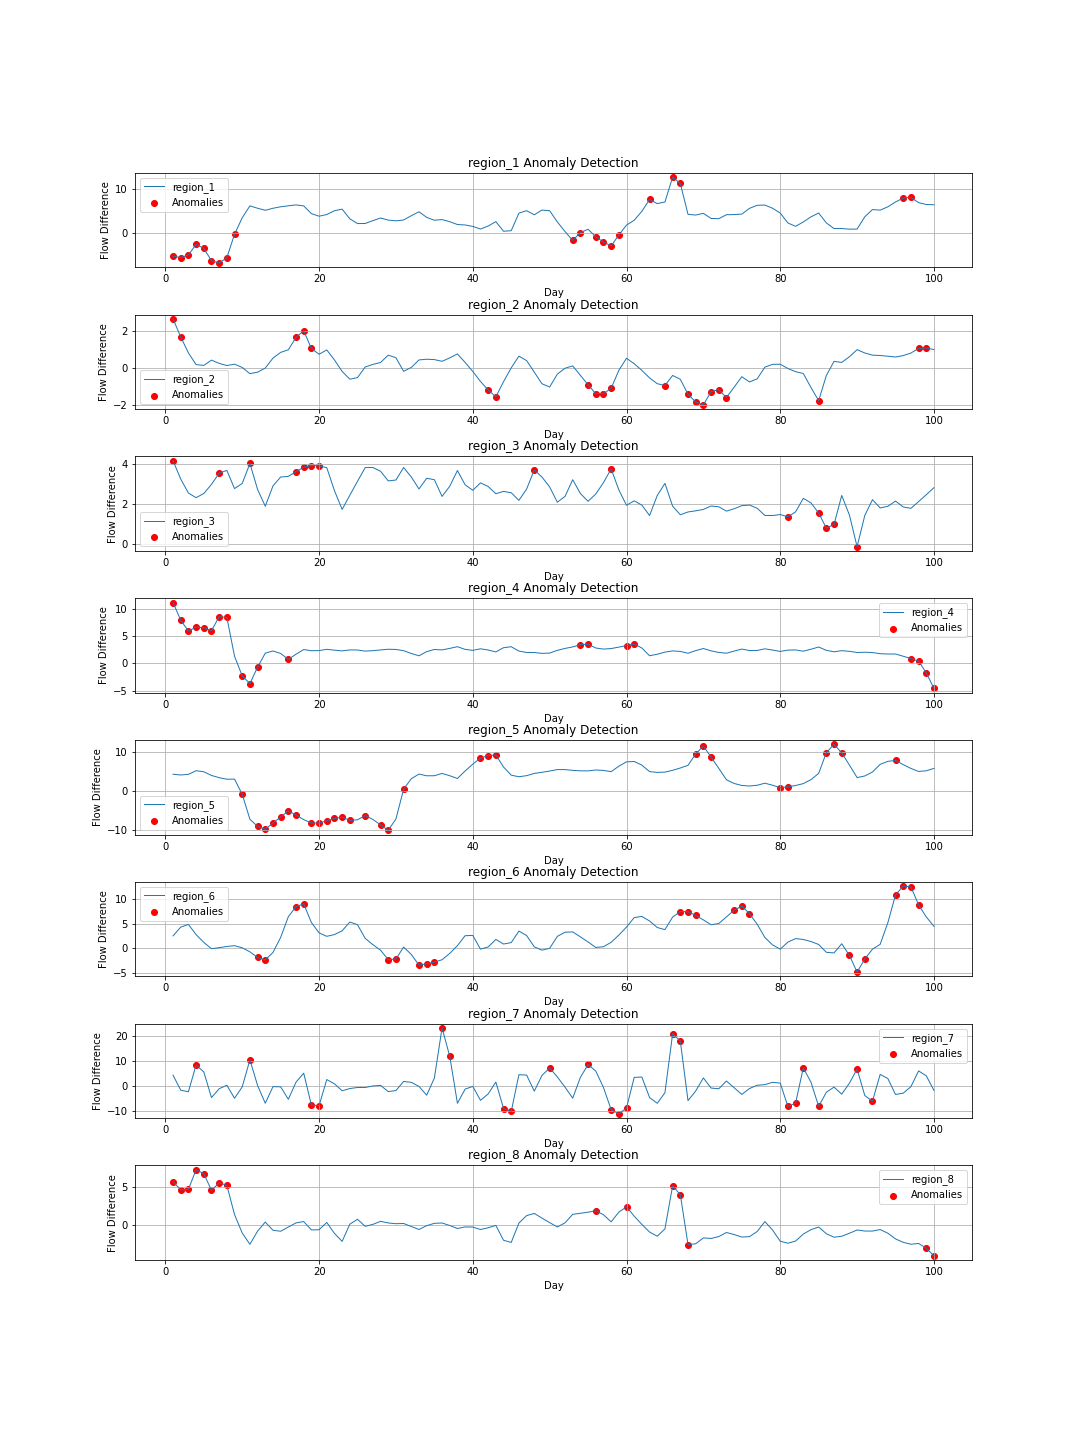 region_1 Anomaly Detection
Flow Difference
10
0
region_1
Anomalies
0 20 40 60 80 100
Day
region_2 Anomaly Detection
Flow Difference
2
0
−2
region_2
Anomalies
0 20 40 60 80 100
Day
region_3 Anomaly Detection
Flow Difference
4
2
0
region_3
Anomalies
0 20 40 60 80 100
Day
region_4 Anomaly Detection
Flow Difference
10
5
0
−5
region_4
Anomalies
0 20 40 60 80 100
Day
region_5 Anomaly Detection
Flow Difference
10
0
−10
region_5
Anomalies
0 20 40 60 80 100
Day
region_6 Anomaly Detection
Flow Difference
10
5
0
−5
region_6
Anomalies
0 20 40 60 80 100
Day
region_7 Anomaly Detection
Flow Difference
20
10
0
−10
region_7
Anomalies
0 20 40 60 80 100
Day
region_8 Anomaly Detection
Flow Difference
5
0
region_8
Anomalies
0 20 40 60 80 100
Day